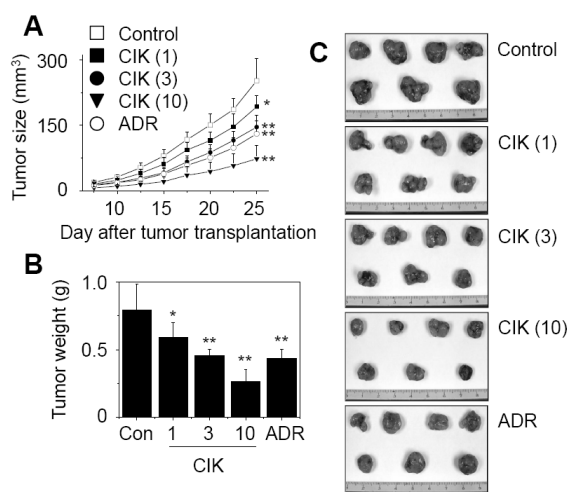 A
Tumor size (mm³)
300
150
0
10 15 20 25
Day after tumor transplantation
Control
CIK (1)
CIK (3)
CIK (10)
ADR
*
**
**
**
B
Tumor weight (g)
1.0
0.5
0
*
**
**
**
Con 1 3 10 ADR
CIK
C
Control
CIK (1)
CIK (3)
CIK (10)
ADR